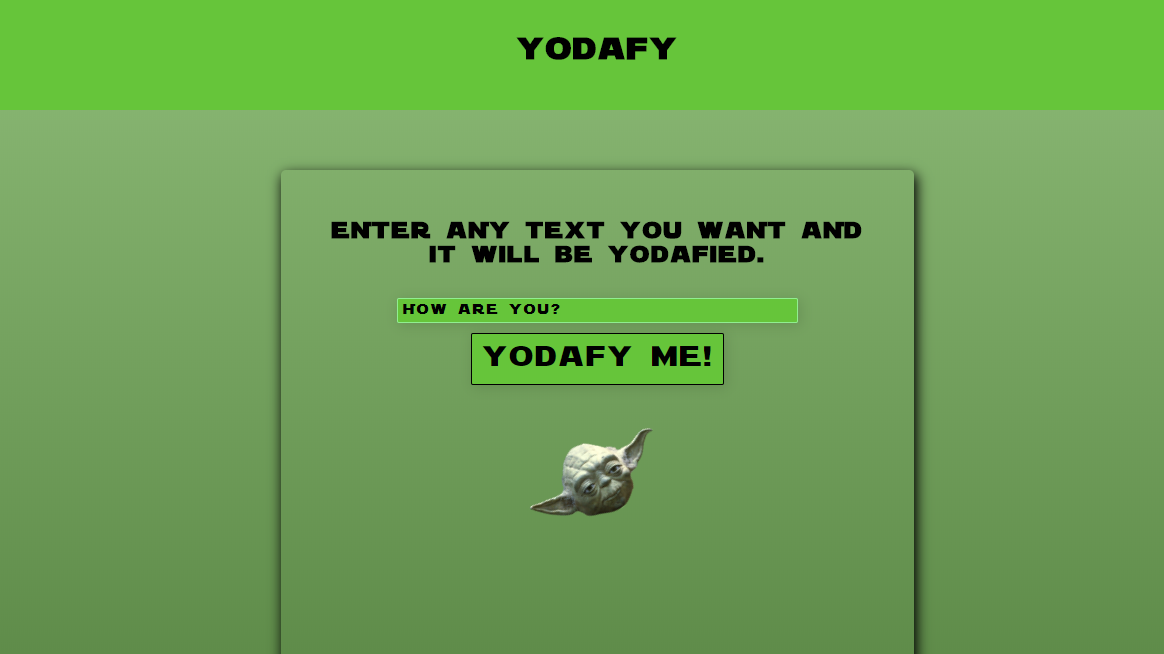 YODAFY
ENTER ANY TEXT YOU WANT AND
IT WILL BE YODAFIED.
HOW ARE YOU?
YODAFY ME!